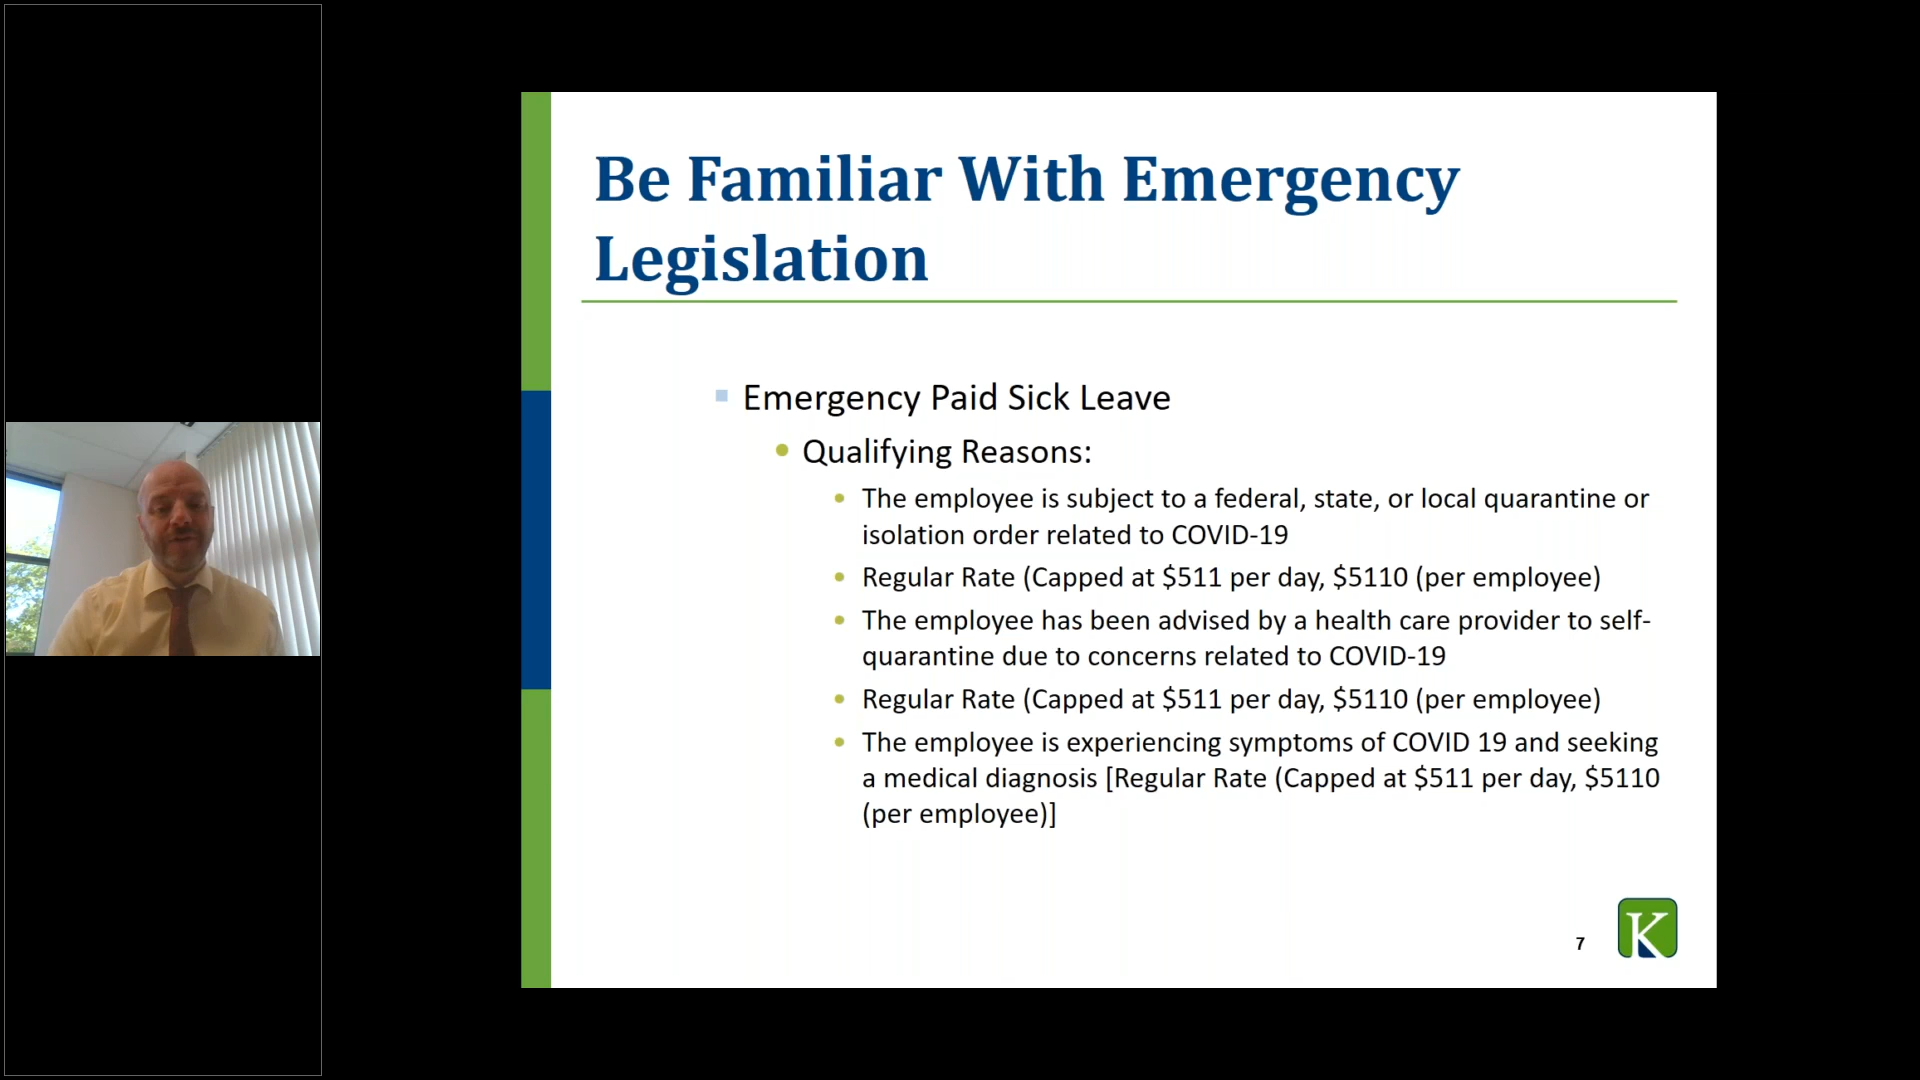 Be Familiar With Emergency
Legislation
Emergency Paid Sick Leave
Qualifying Reasons:
The employee is subject to a federal, state, or local quarantine or
isolation order related to COVID-19
Regular Rate (Capped at $511 per day, $5110 (per employee)
The employee has been advised by a health care provider to self-
quarantine due to concerns related to COVID-19
Regular Rate (Capped at $511 per day, $5110 (per employee)
The employee is experiencing symptoms of COVID 19 and seeking
a medical diagnosis [Regular Rate (Capped at $511 per day, $5110
(per employee)]
7
K